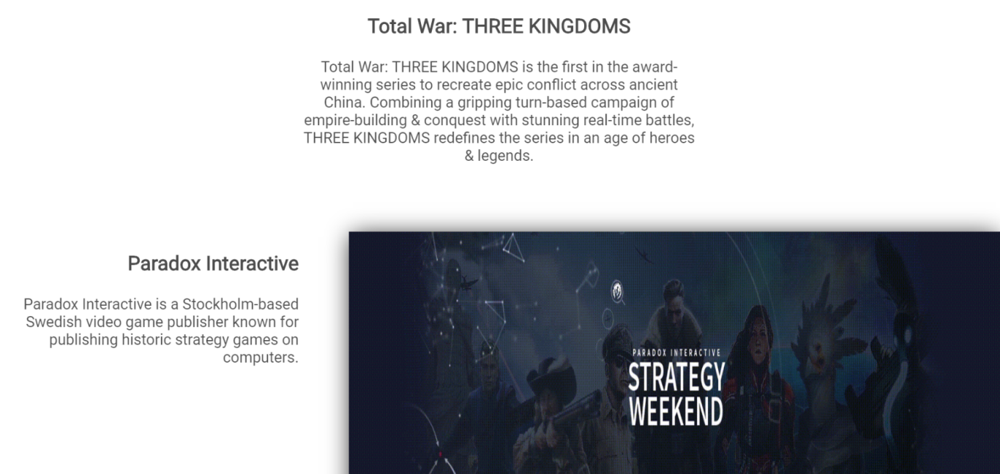 Total War: THREE KINGDOMS
Total War: THREE KINGDOMS is the first in the award-
winning series to recreate epic conflict across ancient
China. Combining a gripping turn-based campaign of
empire-building & conquest with stunning real-time battles,
THREE KINGDOMS redefines the series in an age of heroes
& legends.
Paradox Interactive
Paradox Interactive is a Stockholm-based
Swedish video game publisher known for
publishing historic strategy games on
computers.
PARADOX INTERACTIVE
STRATEGY
WEEKEND